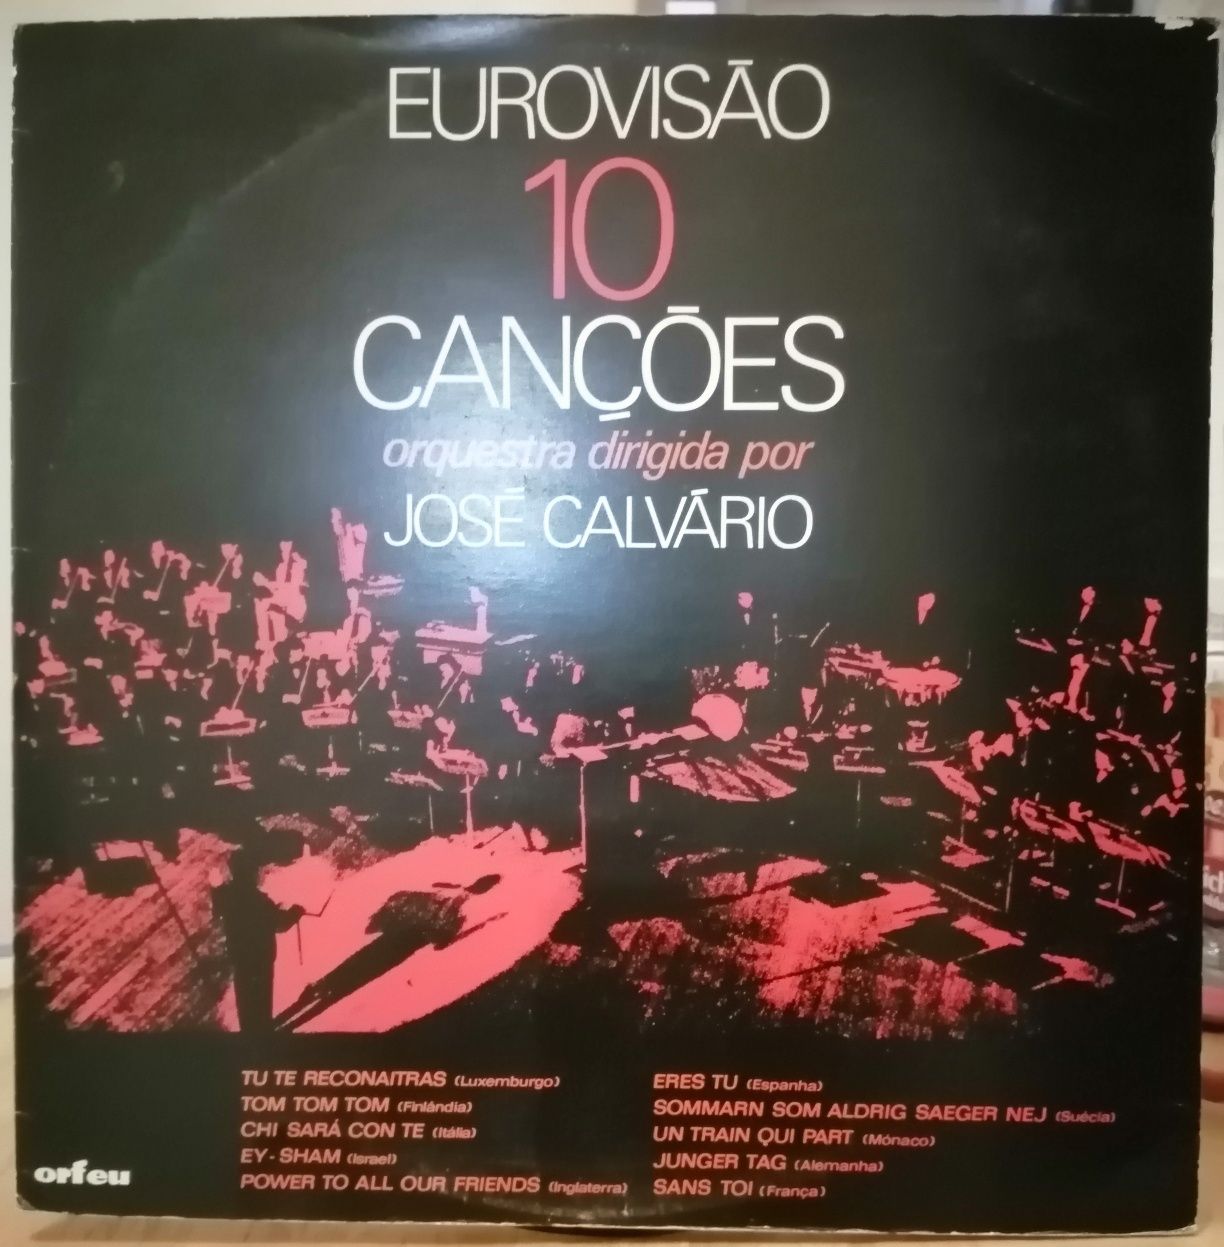 EUROVISÃO
10
CANÇÕES
orquestra dirigida por
JOSÉ CALVÁRIO
TU TE RECONAITRAS (Luxemburgo)
TOM TOM TOM (Finlândia)
CHI SARÁ CON TE (Itália)
EY-SHAM (Israel)
POWER TO ALL OUR FRIENDS (Inglaterra)
ERES TU (Espanha)
SOMMARN SOM ALDRIG SAEGER NEJ (Suécia)
UN TRAIN QUI PART (Mónaco)
JUNGER TAG (Alemanha)
SANS TOI (França)
orfeu